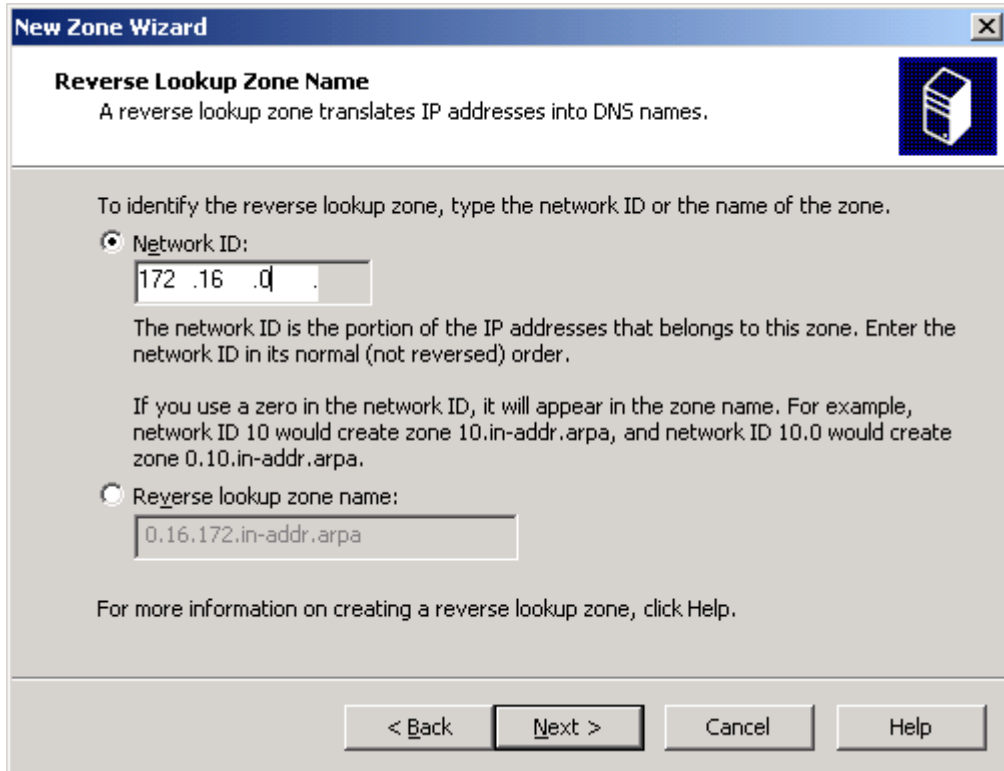 New Zone Wizard
Reverse Lookup Zone Name
A reverse lookup zone translates IP addresses into DNS names.
To identify the reverse lookup zone, type the network ID or the name of the zone.
Network ID:
172 .16 .0 .
The network ID is the portion of the IP addresses that belongs to this zone. Enter the
network ID in its normal (not reversed) order.
If you use a zero in the network ID, it will appear in the zone name. For example,
network ID 10 would create zone 10.in-addr.arpa, and network ID 10.0 would create
zone 0.10.in-addr.arpa.
Reverse lookup zone name:
0.16.172.in-addr.arpa
For more information on creating a reverse lookup zone, click Help.
< Back Next > Cancel Help